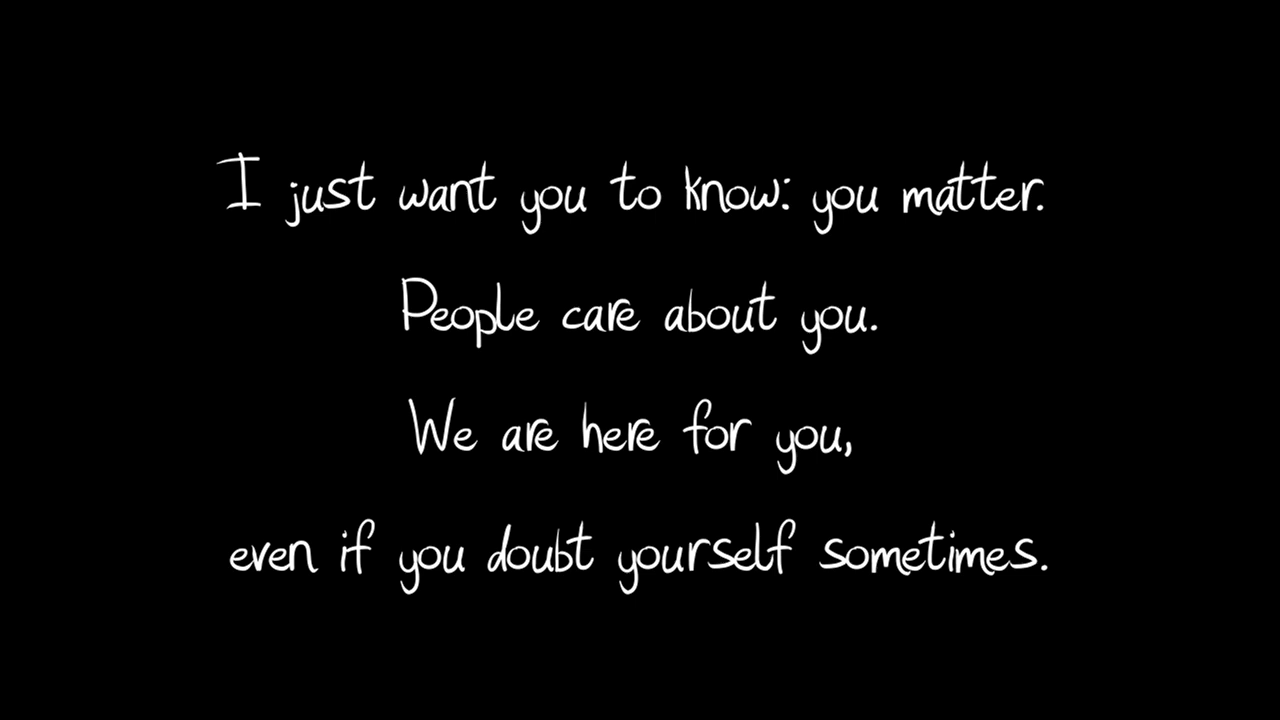 I just want you to know: you matter.
People care about you.
We are here for you,
even if you doubt yourself sometimes.